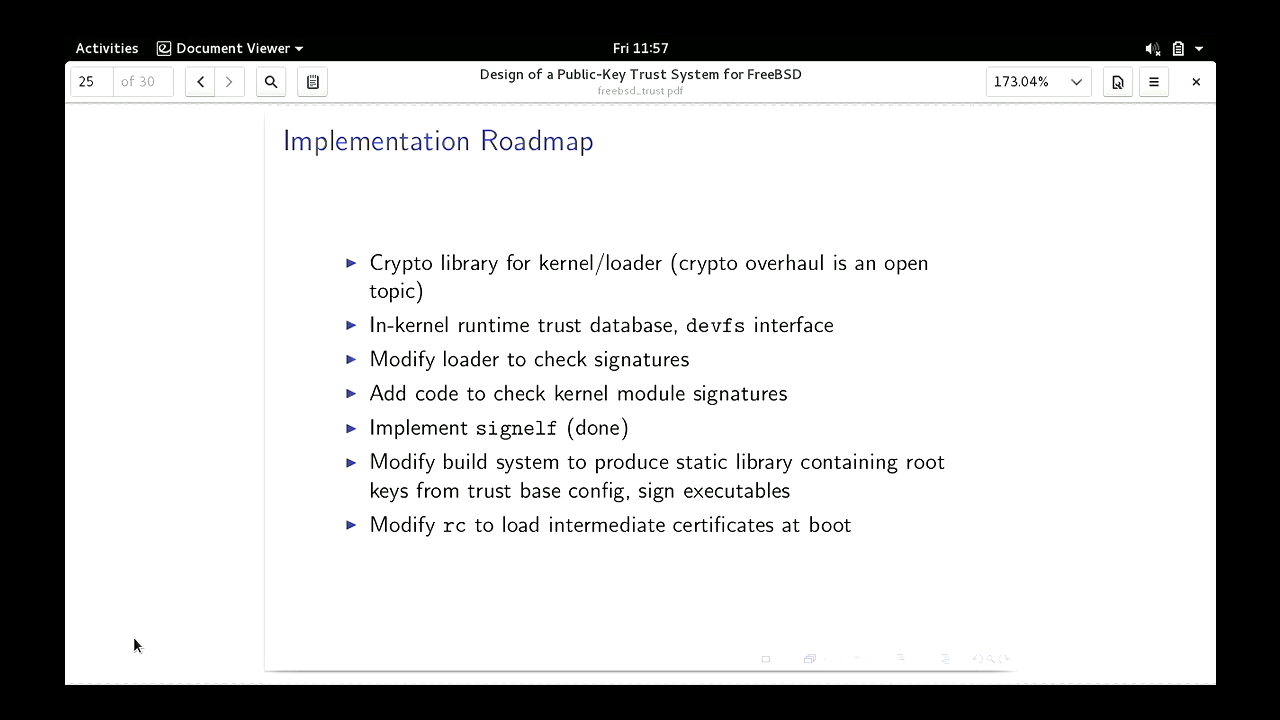 Activities Document Viewer Fri 11:57
25 of 30 Design of a Public-Key Trust System for FreeBSD 173.04%
freebsd_trust.pdf
Implementation Roadmap
Crypto library for kernel/loader (crypto overhaul is an open
topic)
In-kernel runtime trust database, devfs interface
Modify loader to check signatures
Add code to check kernel module signatures
Implement signelf (done)
Modify build system to produce static library containing root
keys from trust base config, sign executables
Modify rc to load intermediate certificates at boot